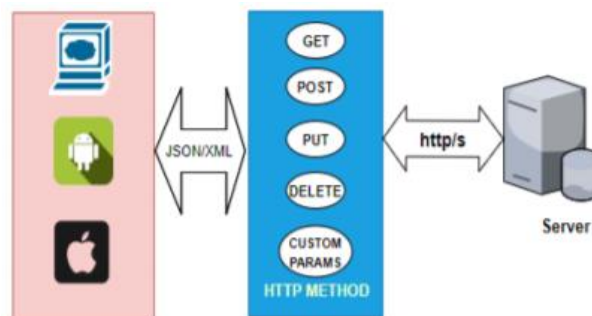 JSON/XML
GET
POST
PUT
DELETE
CUSTOM
PARAMS
HTTP METHOD
http/s
Server